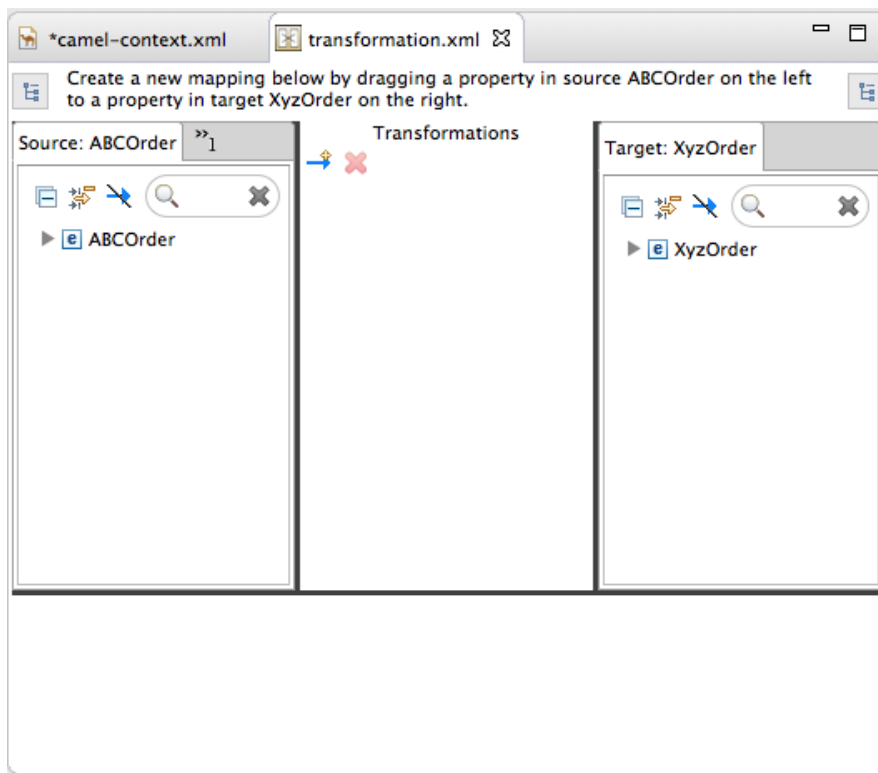 *camel-context.xml
transformation.xml
Create a new mapping below by dragging a property in source ABCOrder on the left
to a property in target XyzOrder on the right.
Source: ABCOrder
»1
Transformations
Target: XyzOrder
e ABCOrder
e XyzOrder